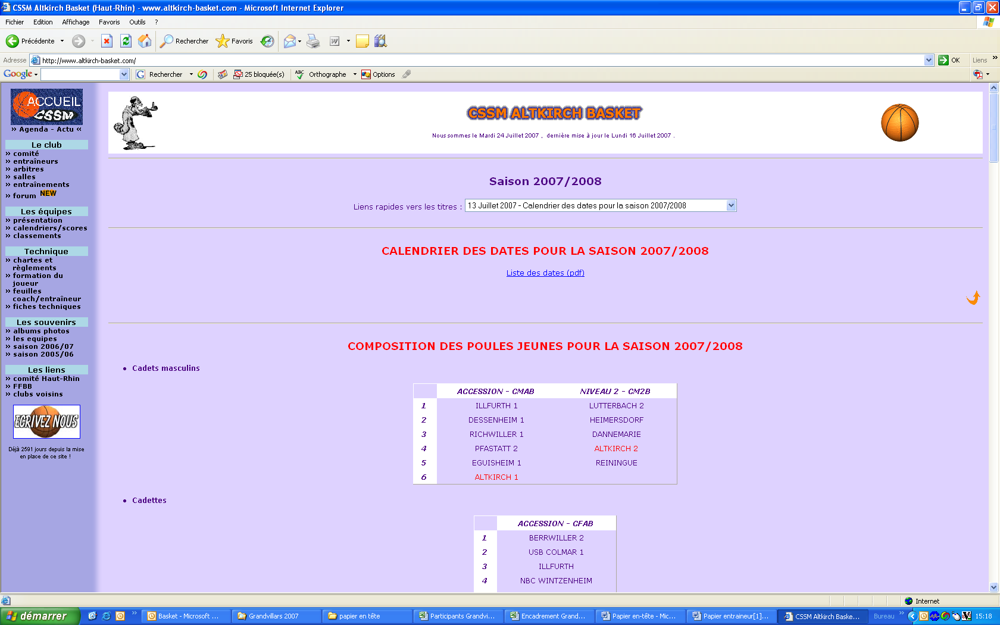 CSSM Altkirch Basket (Haut-Rhin) - www.altkirch-basket.com - Microsoft Internet Explorer
Fichier Edition Affichage Favoris Outils ?
Précédente Rechercher Favoris
Adresse http://www.altkirch-basket.com/ OK Liens »
Google Rechercher 25 bloquée(s) ABC Orthographe Options
ACCUEIL
CSSM
» Agenda - Actu «
Le club
» comité
» entraîneurs
» arbitres
» salles
» entraînements
» forum NEW
Les équipes
» présentation
» calendriers/scores
» classements
Technique
» chartes et
règlements
» formation du
joueur
» feuilles
coach/entraîneur
» fiches techniques
Les souvenirs
» albums photos
» les equipes
» saison 2006/07
» saison 2005/06
Les liens
» comité Haut-Rhin
» FFBB
» clubs voisins
ECRIVEZ NOUS
Déjà 2591 jours depuis la mise
en place de ce site !
CSSM ALTKIRCH BASKET
Nous sommes le Mardi 24 Juillet 2007 , dernière mise à jour le Lundi 16 Juillet 2007 .
Saison 2007/2008
Liens rapides vers les titres : 13 Juillet 2007 - Calendrier des dates pour la saison 2007/2008
CALENDRIER DES DATES POUR LA SAISON 2007/2008
Liste des dates (pdf)
COMPOSITION DES POULES JEUNES POUR LA SAISON 2007/2008
• Cadets masculins
ACCESSION - CMAB NIVEAU 2 - CM2B
1 ILLFURTH 1 LUTTERBACH 2
2 DESSENHEIM 1 HEIMERSDORF
3 RICHWILLER 1 DANNEMARIE
4 PFASTATT 2 ALTKIRCH 2
5 EGUISHEIM 1 REININGUE
6 ALTKIRCH 1
• Cadettes
ACCESSION - CFAB
1 BERRWILLER 2
2 USB COLMAR 1
3 ILLFURTH
4 NBC WINTZENHEIM
Internet
démarrer » Basket - Microsoft ... Grandvillars 2007 papier en tête Participants Grandvi... Encadrement Grand... Papier en-tête - Mic... Papier entraineur[1]... CSSM Altkirch Baske... Bureau » 15:18